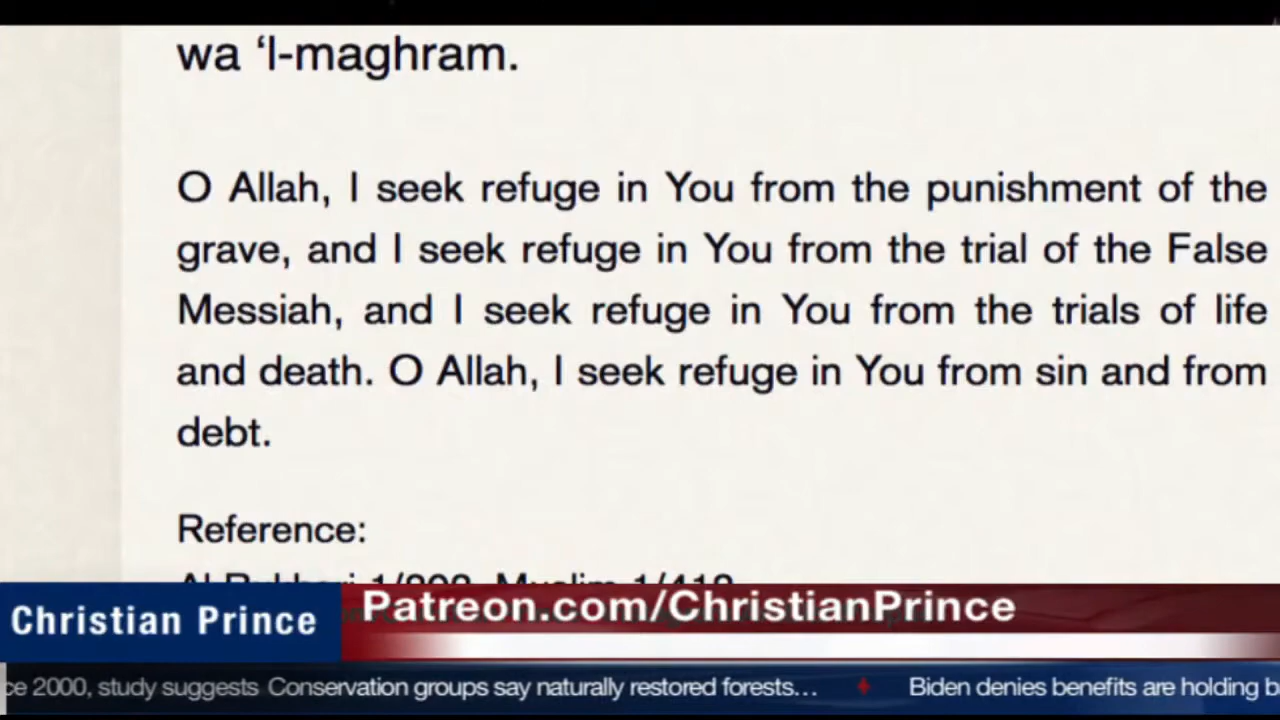 wa ‘l-maghram.
O Allah, I seek refuge in You from the punishment of the
grave, and I seek refuge in You from the trial of the False
Messiah, and I seek refuge in You from the trials of life
and death. O Allah, I seek refuge in You from sin and from
debt.
Reference:
Muslim
Christian Prince
Patreon.com/ChristianPrince
ce 2000, study suggests Conservation groups say naturally restored forests… Biden denies benefits are holding b